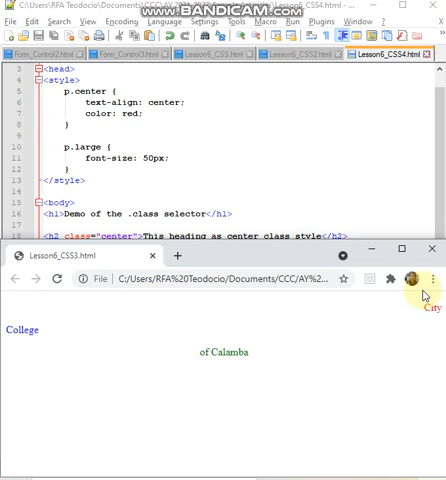 C:\Users\RFA Teodocio\Documents\CCC\AY
WWW.BANDICAM.COM
File Edit Search View Encoding Language Settings Tools Macro Run Plugins Window ?
Form_Control2.html Form_Control3.html Lesson6_CSS.html Lesson6_CSS2.html Lesson6_CSS4.html
3 <head>
4 <style>
5 p.center {
6 text-align: center;
7 color: red;
8 }
9
10 p.large {
11 font-size: 50px;
12 }
13 </style>
14
15 <body>
16 <h1>Demo of the .class selector</h1>
17
18 <h2 class="center">This heading as center class style</h2>
Lesson6_CSS3.html
File C:/Users/RFA%20Teodocio/Documents/CCC/AY%2...
City
College
of Calamba